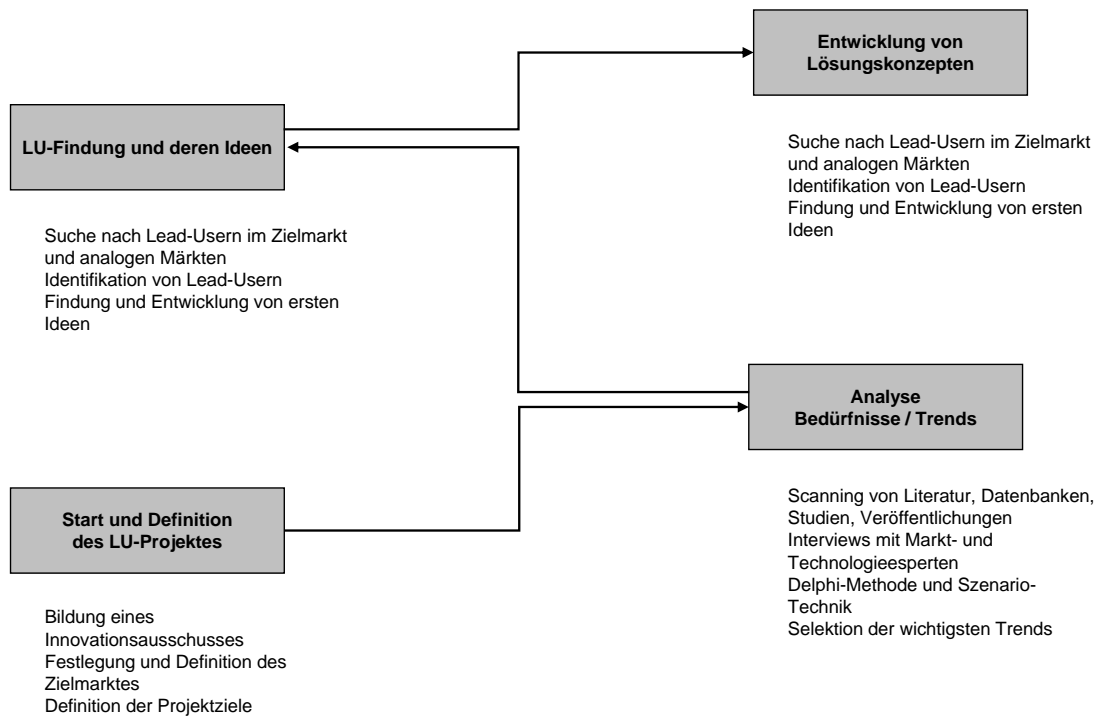 Entwicklung von
Lösungskonzepten
Suche nach Lead-Usern im Zielmarkt
und analogen Märkten
Identifikation von Lead-Usern
Findung und Entwicklung von ersten
Ideen
LU-Findung und deren Ideen
Suche nach Lead-Usern im Zielmarkt
und analogen Märkten
Identifikation von Lead-Usern
Findung und Entwicklung von ersten
Ideen
Analyse
Bedürfnisse / Trends
Scanning von Literatur, Datenbanken,
Studien, Veröffentlichungen
Interviews mit Markt- und
Technologieesperten
Delphi-Methode und Szenario-
Technik
Selektion der wichtigsten Trends
Start und Definition
des LU-Projektes
Bildung eines
Innovationsausschusses
Festlegung und Definition des
Zielmarktes
Definition der Projektziele